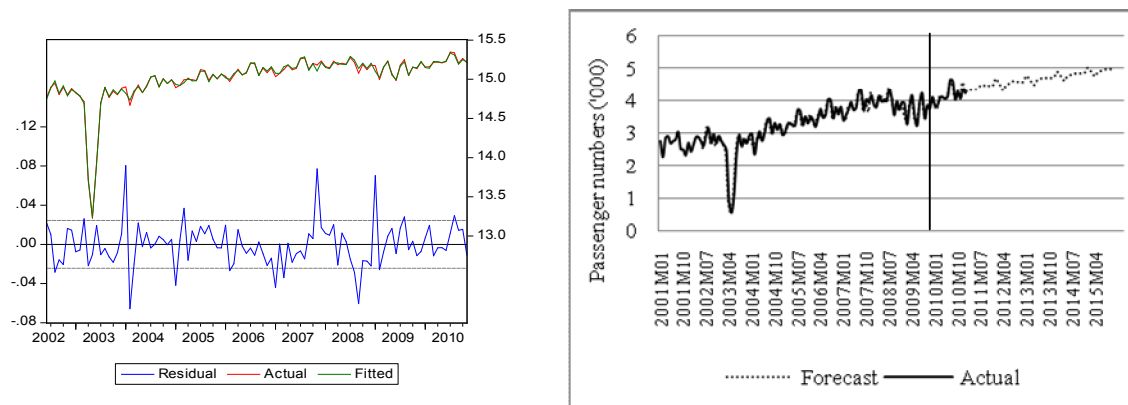 15.5
15.0
14.5
14.0
13.5
13.0
.12
.08
.04
.00
-.04
-.08
2002 2003 2004 2005 2006 2007 2008 2009 2010
Residual Actual Fitted
Passenger numbers ('000)
6
5
4
3
2
1
0
2001M01
2001M10
2002M07
2003M04
2004M01
2004M10
2005M07
2006M04
2007M01
2007M10
2008M07
2009M04
2010M01
2010M10
2011M07
2012M04
2013M01
2013M10
2014M07
2015M04
Forecast Actual